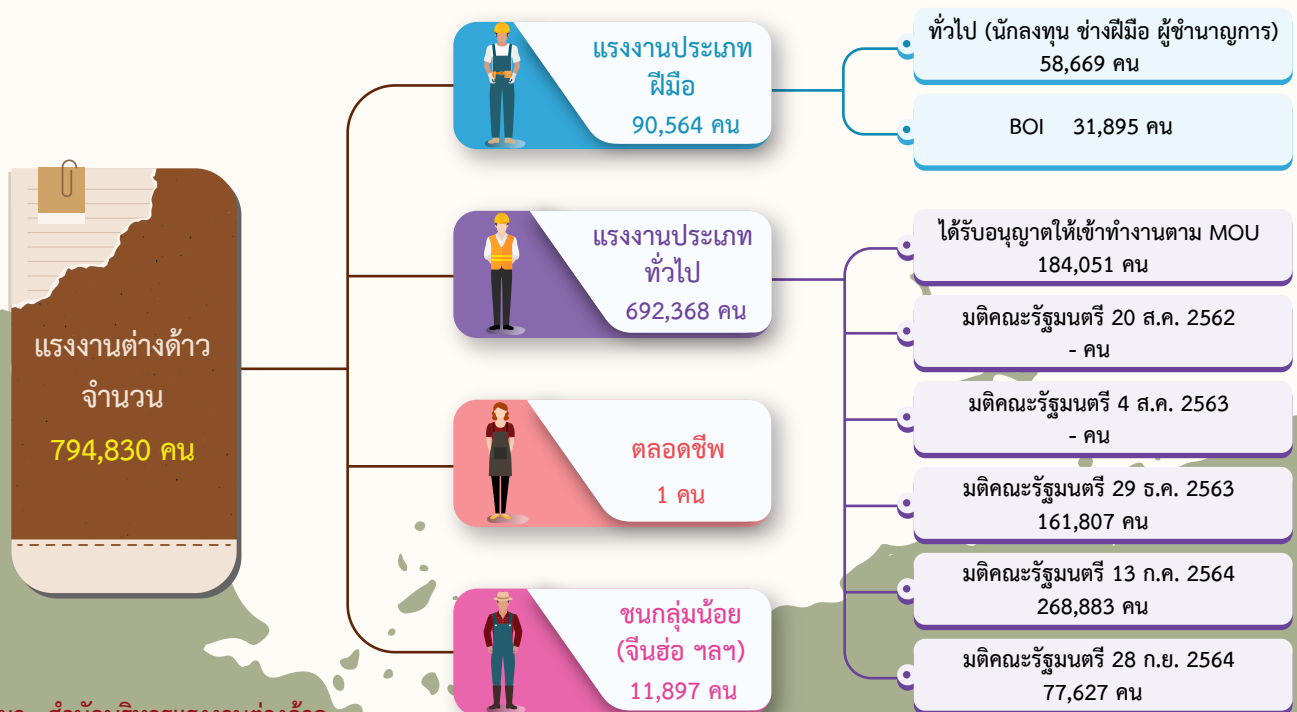 แรงงานต่างด้าว
จำนวน
794,830 คน
แรงงานประเภท
ฝีมือ
90,564 คน
ทั่วไป (นักลงทุน ช่างฝีมือ ผู้ชำนาญการ)
58,669 คน
BOI 31,895 คน
แรงงานประเภท
ทั่วไป
692,368 คน
ได้รับอนุญาตให้เข้าทำงานตาม MOU
184,051 คน
มติคณะรัฐมนตรี 20 ส.ค. 2562
- คน
มติคณะรัฐมนตรี 4 ส.ค. 2563
- คน
มติคณะรัฐมนตรี 29 ธ.ค. 2563
161,807 คน
มติคณะรัฐมนตรี 13 ก.ค. 2564
268,883 คน
มติคณะรัฐมนตรี 28 ก.ย. 2564
77,627 คน
ตลอดชีพ
1 คน
ชนกลุ่มน้อย
(จีนฮ่อ ฯลฯ)
11,897 คน